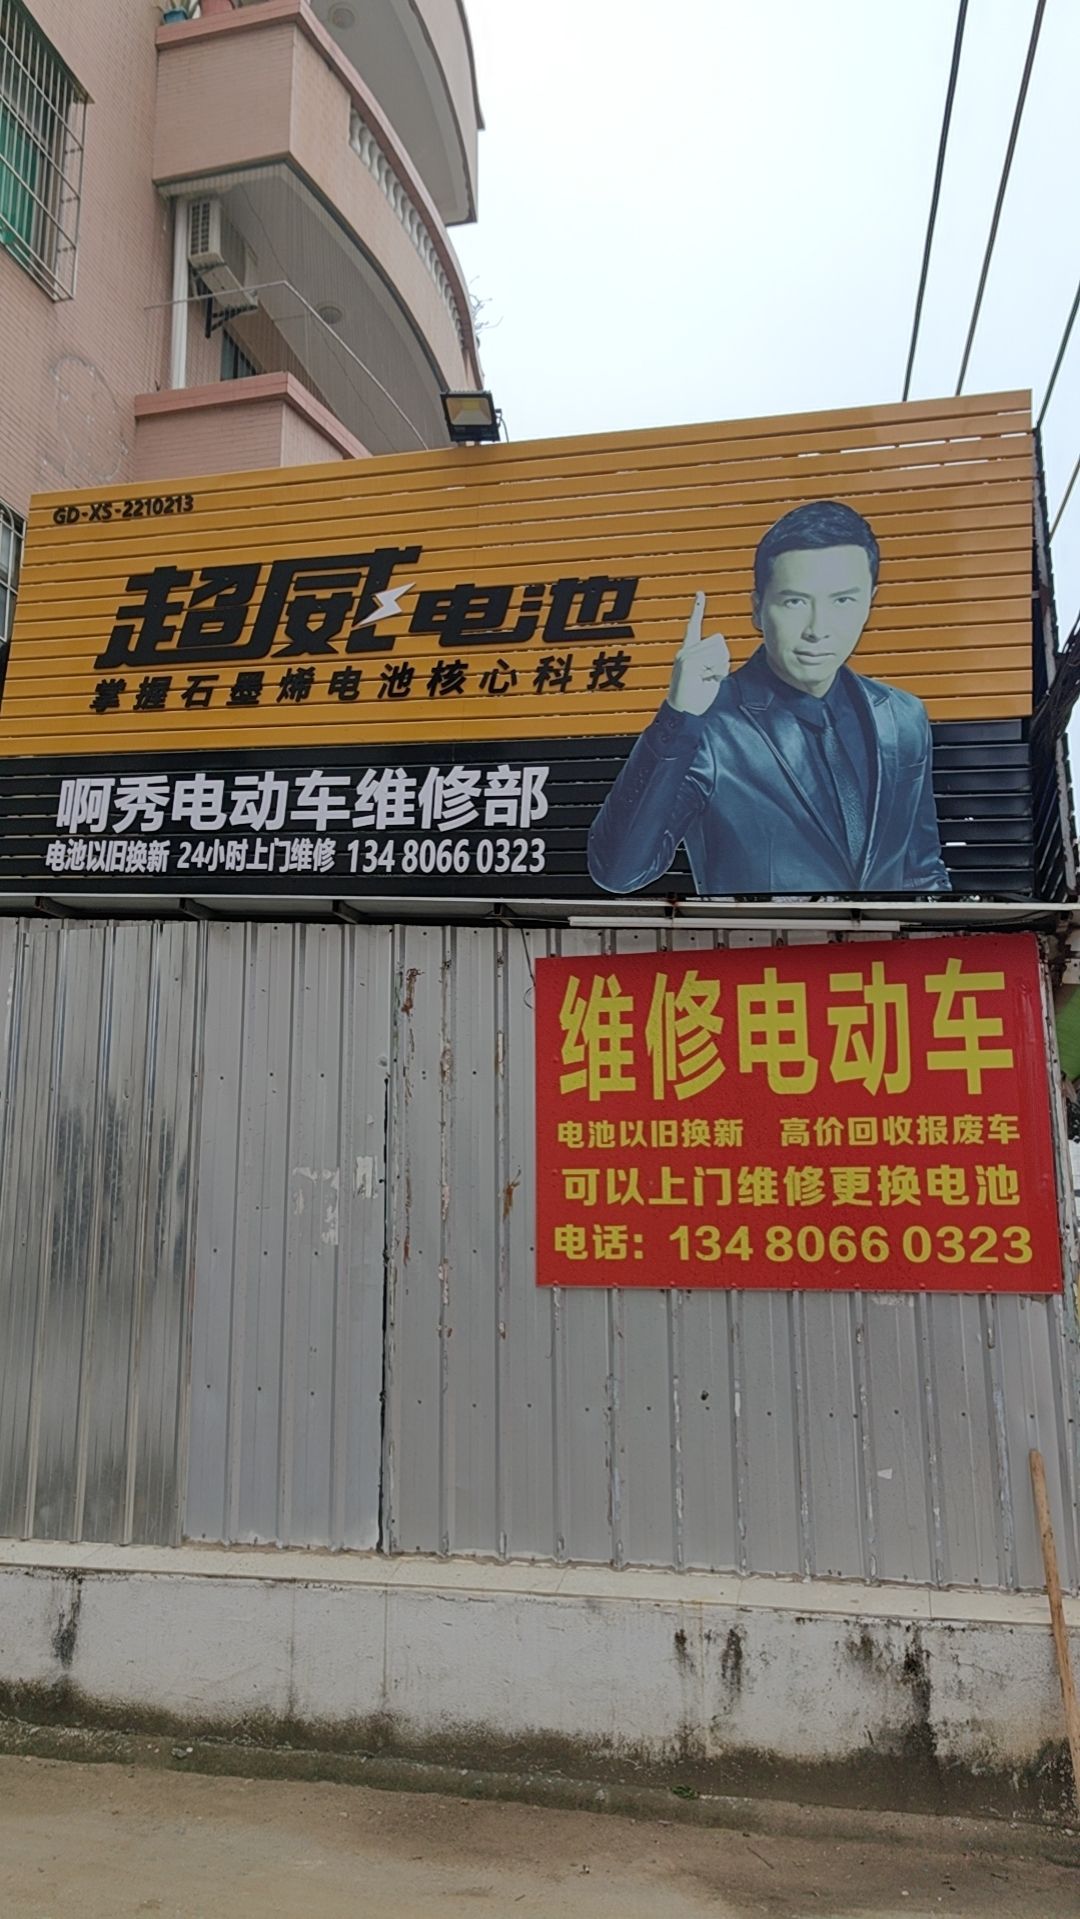 GD-XS-2210213
超威电池
掌握石墨烯电池核心科技
啊秀电动车维修部
电池以旧换新 24小时上门维修 134 8066 0323
维修电动车
电池以旧换新 高价回收报废车
可以上门维修更换电池
电话：134 8066 0323